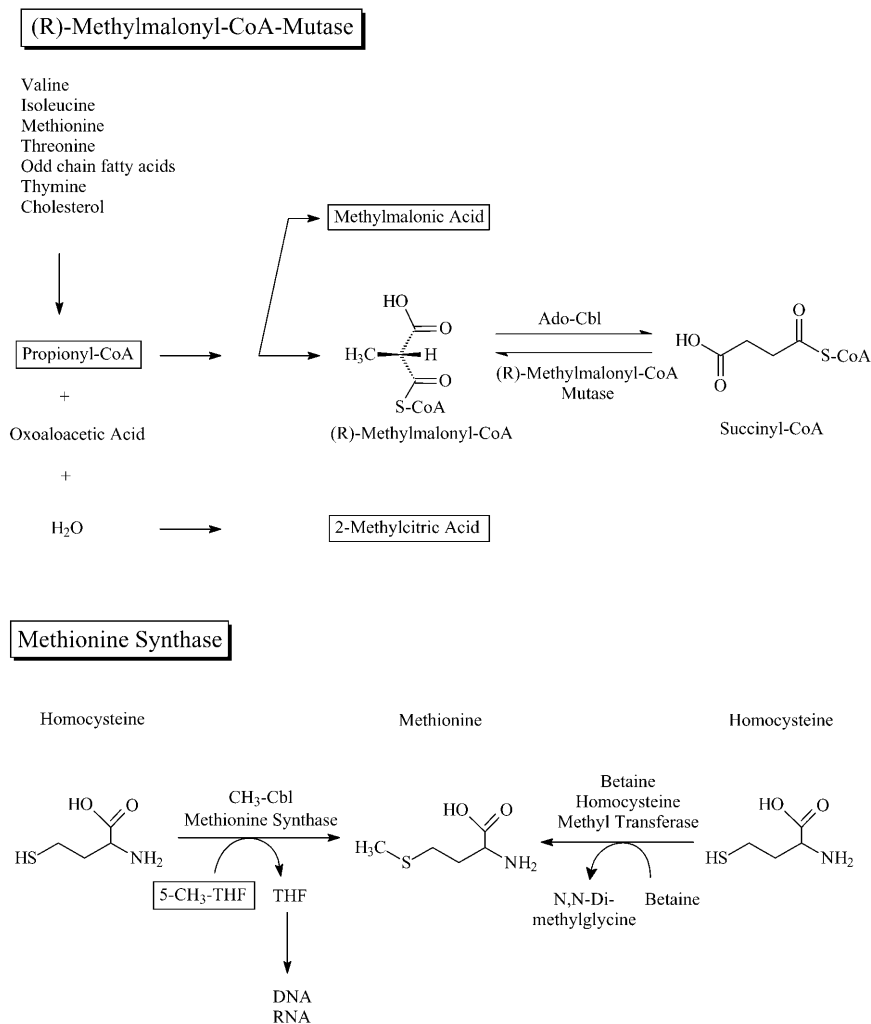 (R)-Methylmalonyl-CoA-Mutase
Valine
Isoleucine
Methionine
Threonine
Odd chain fatty acids
Thymine
Cholesterol
Methylmalonic Acid
Propionyl-CoA
+
Oxoaloacetic Acid
+
H2O
HO
O
H3C
H
O
S-CoA
(R)-Methylmalonyl-CoA
Ado-Cbl
(R)-Methylmalonyl-CoA
Mutase
HO
O
O
S-CoA
Succinyl-CoA
2-Methylcitric Acid
Methionine Synthase
Homocysteine
Methionine
Homocysteine
HO
O
HS
NH2
CH3-Cbl
Methionine Synthase
5-CH3-THF
THF
DNA
RNA
HO
O
H3C
S
NH2
Betaine
Homocysteine
Methyl Transferase
N,N-Di-
methylglycine
Betaine
HO
O
HS
NH2